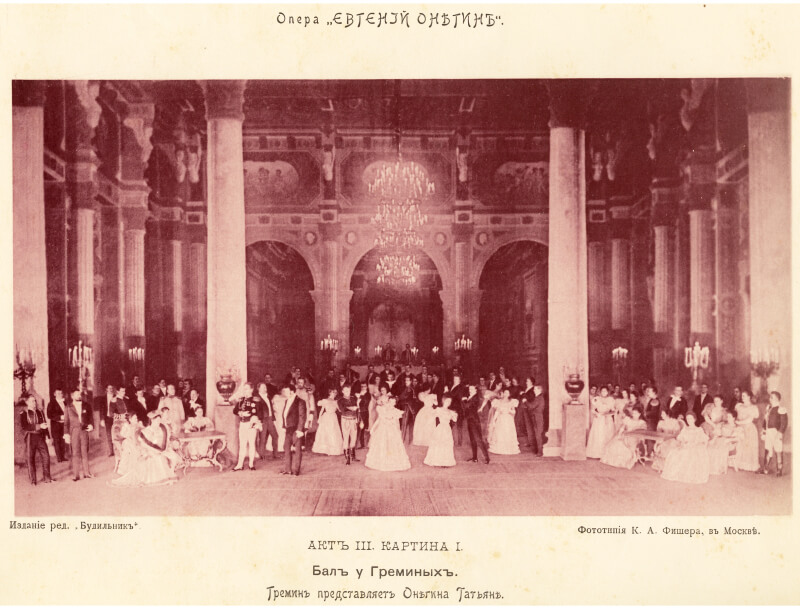 Опера „ЕВГЕНІЙ ОНѢГИНЪ“.
Изданіе ред. „Будильникъ“.
Фототипія К. А. Фишера, въ Москвѣ.
АКТЪ III. КАРТИНА I.
Балъ у Греминыхъ.
Греминъ представляетъ Онѣгина Татьянѣ.